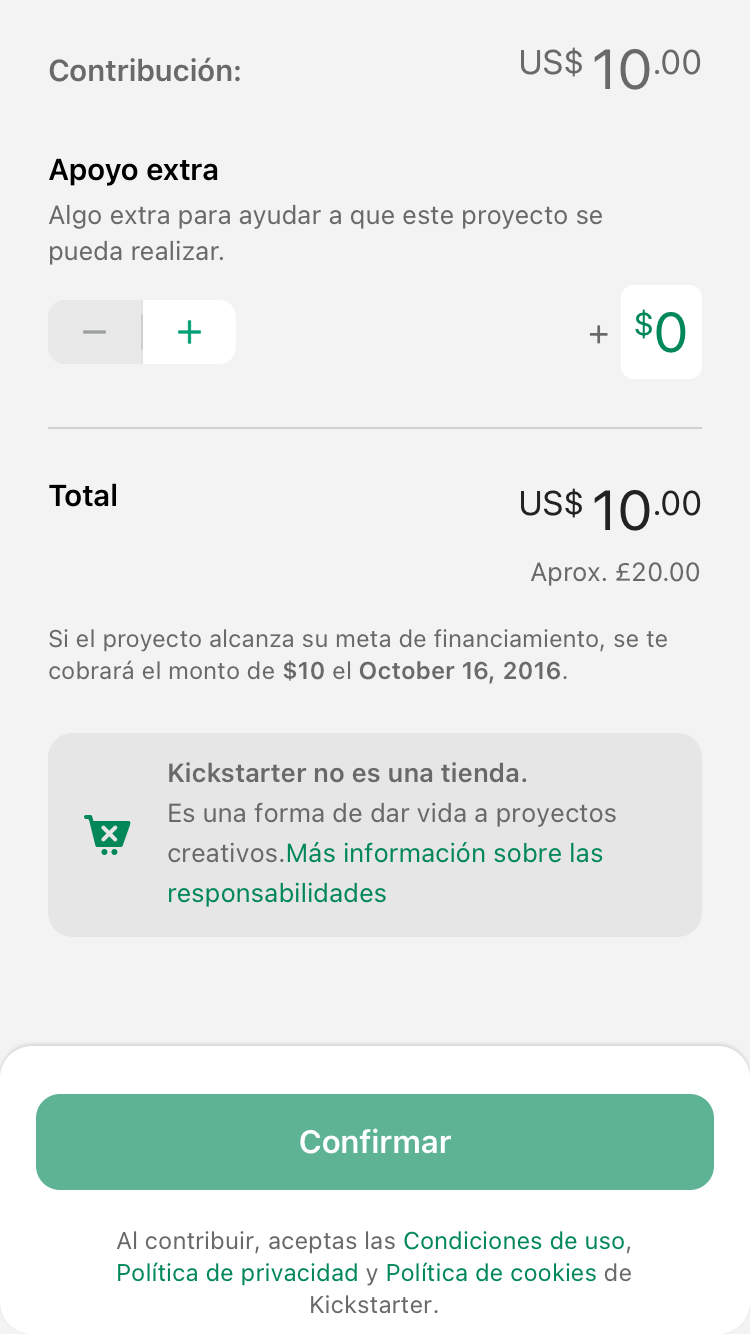 Contribución:
US$ 10.00
Apoyo extra
Algo extra para ayudar a que este proyecto se
pueda realizar.
− +
+ $0
Total
US$ 10.00
Aprox. £20.00
Si el proyecto alcanza su meta de financiamiento, se te
cobrará el monto de $10 el October 16, 2016.
Kickstarter no es una tienda.
Es una forma de dar vida a proyectos
creativos.Más información sobre las
responsabilidades
Confirmar
Al contribuir, aceptas las Condiciones de uso,
Política de privacidad y Política de cookies de
Kickstarter.